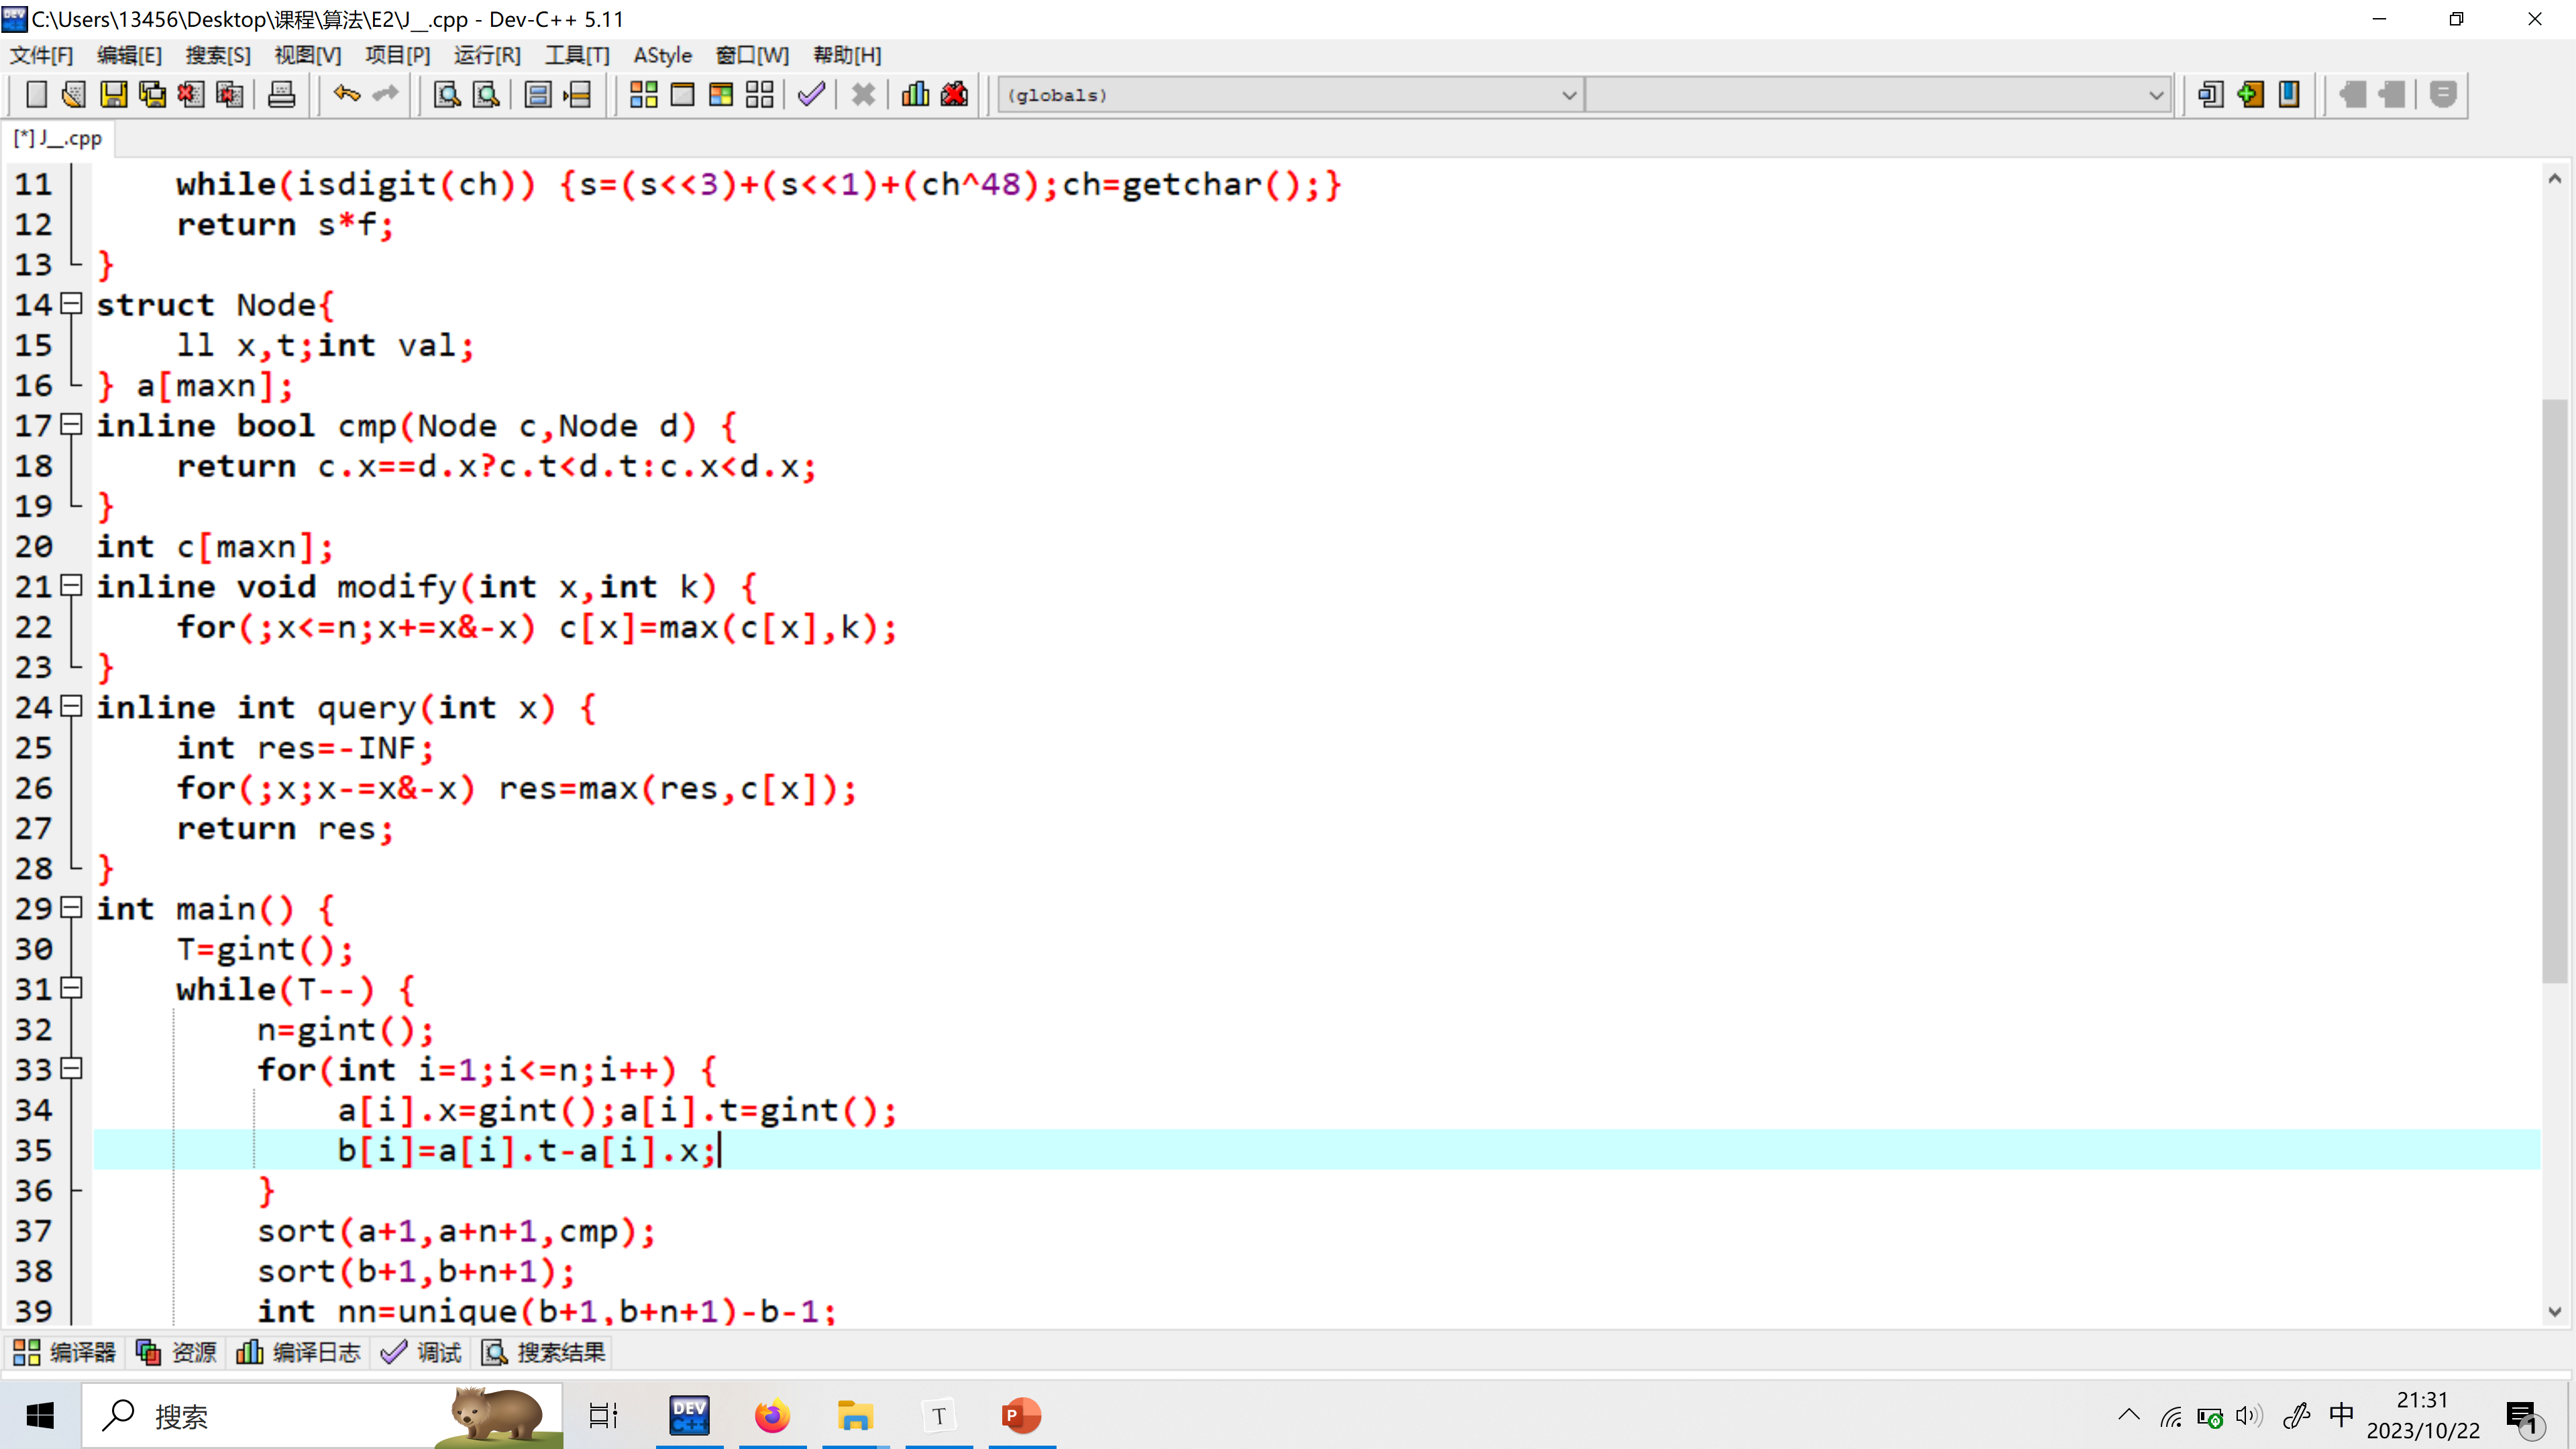 C:\Users\13456\Desktop\课程\算法\E2\J__.cpp - Dev-C++ 5.11
文件[F] 编辑[E] 搜索[S] 视图[V] 项目[P] 运行[R] 工具[T] AStyle 窗口[W] 帮助[H]
(globals)
[*] J__.cpp
11 while(isdigit(ch)) {s=(s<<3)+(s<<1)+(ch^48);ch=getchar();}
12 return s*f;
13 }
14 struct Node{
15 ll x,t;int val;
16 } a[maxn];
17 inline bool cmp(Node c,Node d) {
18 return c.x==d.x?c.t<d.t:c.x<d.x;
19 }
20 int c[maxn];
21 inline void modify(int x,int k) {
22 for(;x<=n;x+=x&-x) c[x]=max(c[x],k);
23 }
24 inline int query(int x) {
25 int res=-INF;
26 for(;x;x-=x&-x) res=max(res,c[x]);
27 return res;
28 }
29 int main() {
30 T=gint();
31 while(T--) {
32 n=gint();
33 for(int i=1;i<=n;i++) {
34 a[i].x=gint();a[i].t=gint();
35 b[i]=a[i].t-a[i].x;
36 }
37 sort(a+1,a+n+1,cmp);
38 sort(b+1,b+n+1);
39 int nn=unique(b+1,b+n+1)-b-1;
编译器 资源 编译日志 调试 搜索结果
搜索
DEV C++
T
P
中
21:31
2023/10/22
1